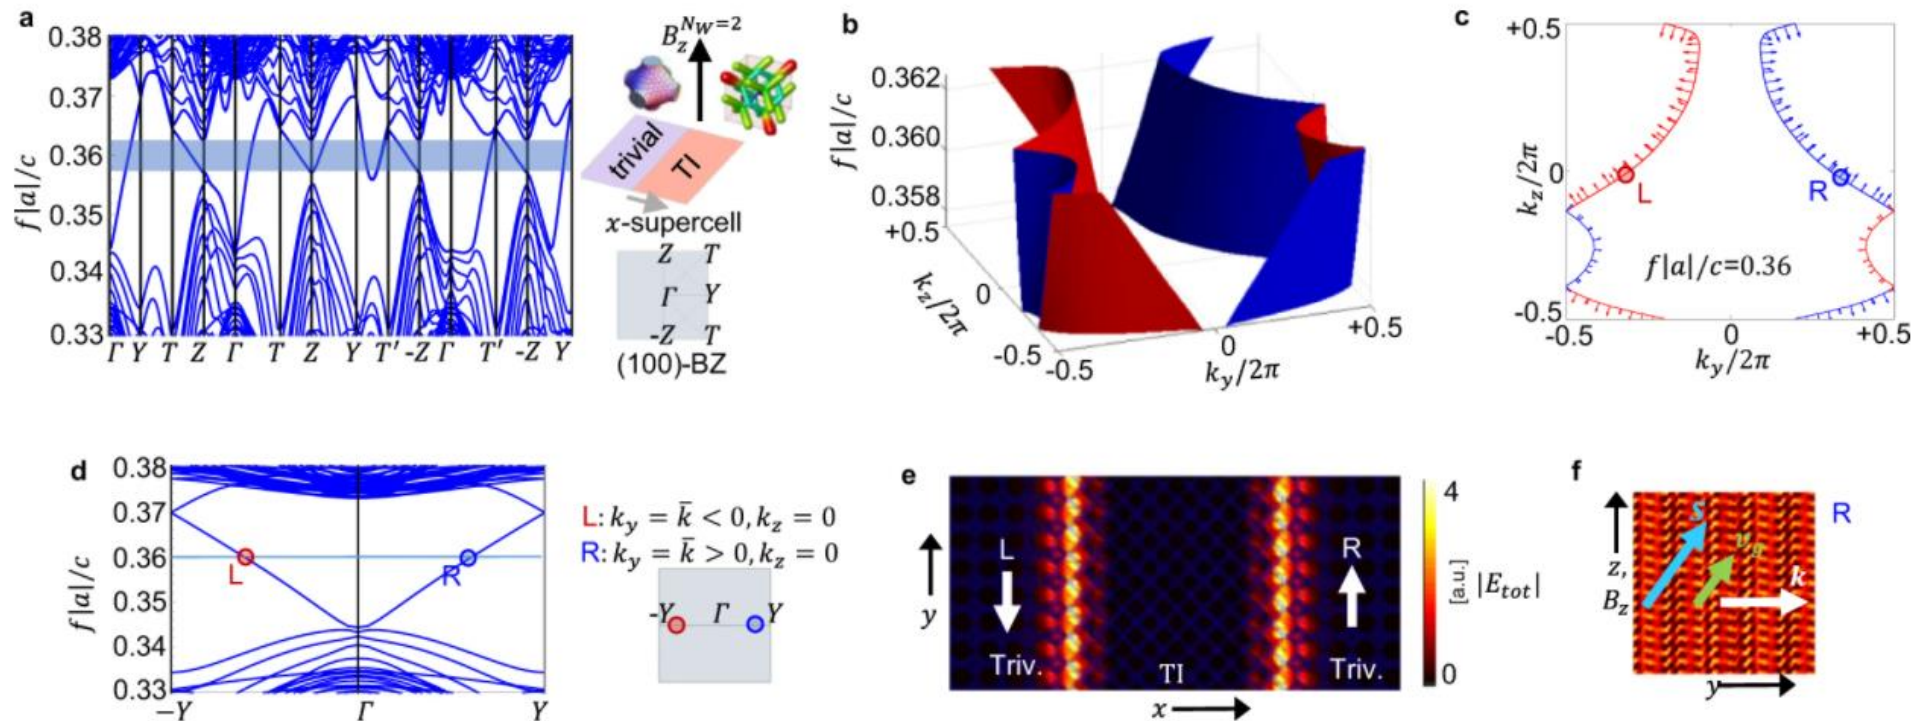 a
0.38
0.37
0.36
0.35
0.34
0.33
f|a|/c
Γ Y T Z Γ T Z Y T′ -Z Γ T′ -Z Y
B_z^{N_W=2}
trivial
TI
x-supercell
Z T
Γ Y
-Z T
(100)-BZ
b
f|a|/c
0.362
0.360
0.358
+0.5
0
-0.5
k_z/2π
-0.5
0
+0.5
k_y/2π
c
+0.5
0
-0.5
k_z/2π
L
R
f|a|/c=0.36
-0.5 0 +0.5
k_y/2π
d
0.38
0.37
0.36
0.35
0.34
0.33
f|a|/c
L
R
−Y Γ Y
L: k_y = k̄ < 0, k_z = 0
R: k_y = k̄ > 0, k_z = 0
-Y Γ Y
e
y
L
R
Triv.
TI
Triv.
x
4
0
[a.u.]
|E_tot|
f
S
v_g
k
R
z,
B_z
y